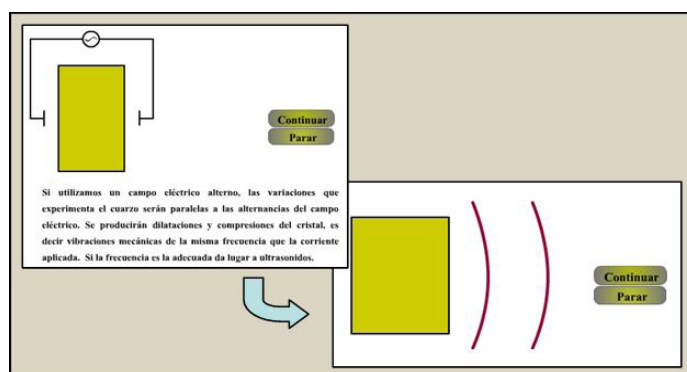 Continuar
Parar
Si utilizamos un campo eléctrico alterno, las variaciones que
experimenta el cuarzo serán paralelas a las alternancias del campo
eléctrico. Se producirán dilataciones y compresiones del cristal, es
decir vibraciones mecánicas de la misma frecuencia que la corriente
aplicada. Si la frecuencia es la adecuada da lugar a ultrasonidos.
Continuar
Parar